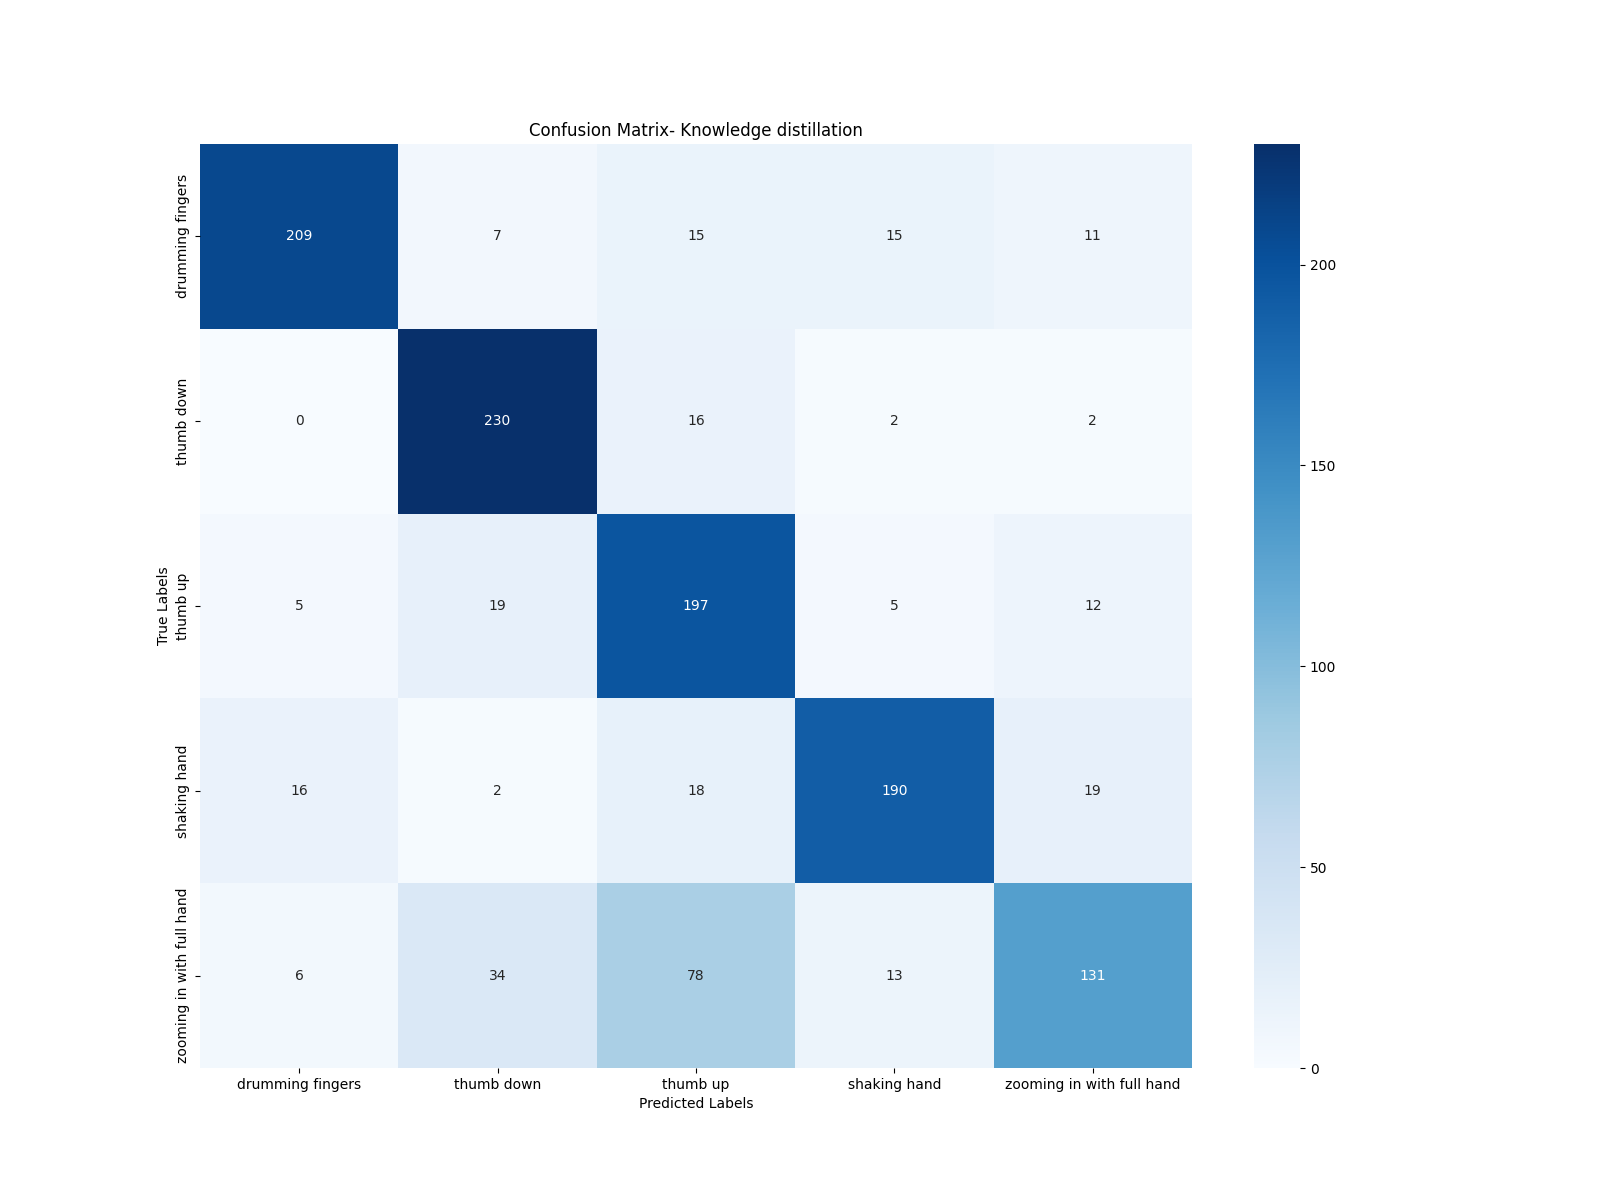 Confusion Matrix- Knowledge distillation
True Labels
drumming fingers
209 7 15 15 11
thumb down
0 230 16 2 2
thumb up
5 19 197 5 12
shaking hand
16 2 18 190 19
zooming in with full hand
6 34 78 13 131
drumming fingers thumb down thumb up shaking hand zooming in with full hand
Predicted Labels
200
150
100
50
0